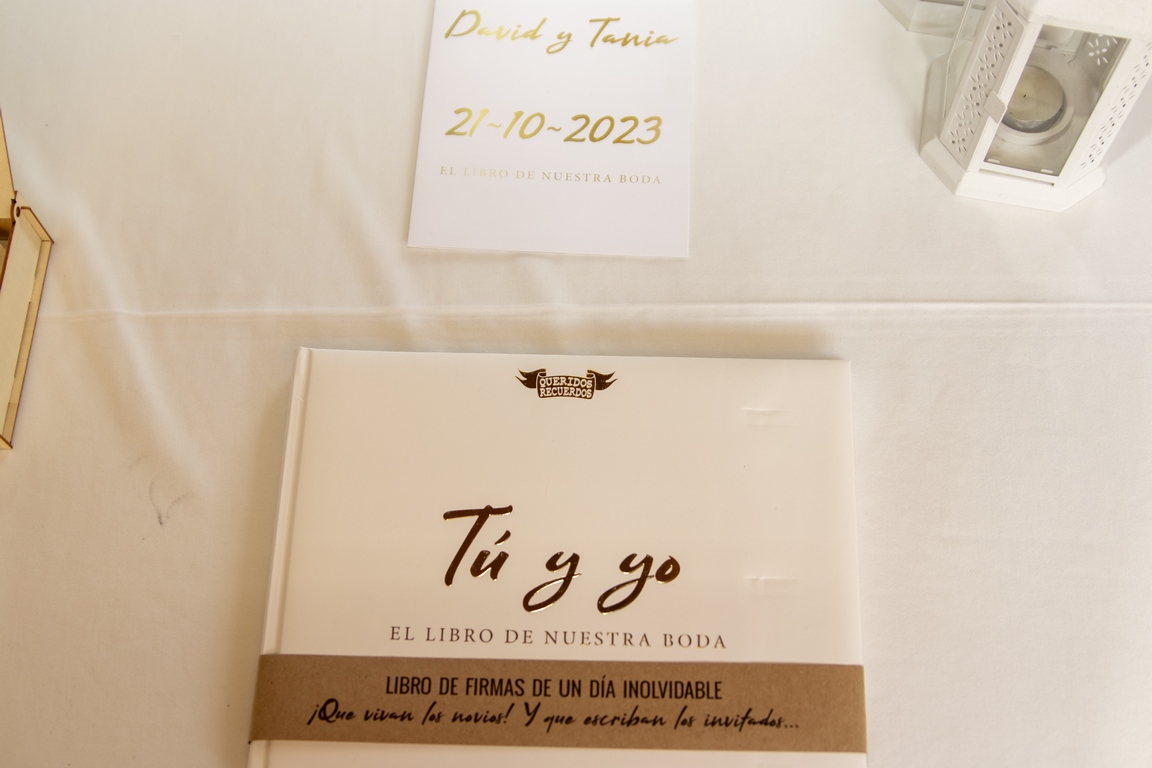 David y Tania
21~10~2023
EL LIBRO DE NUESTRA BODA
QUERIDOS
RECUERDOS
Tú y yo
EL LIBRO DE NUESTRA BODA
LIBRO DE FIRMAS DE UN DÍA INOLVIDABLE
¡Que vivan los novios! Y que escriban los invitados...